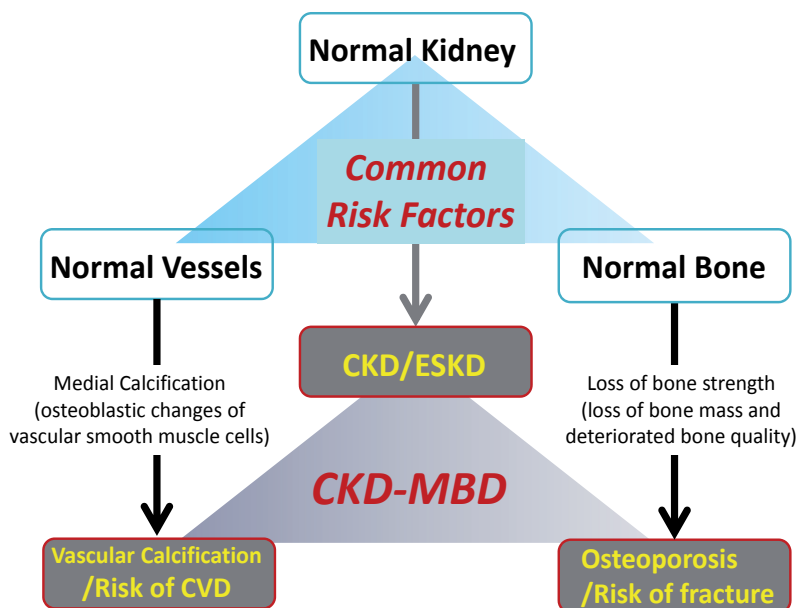 Normal Kidney
Common
Risk Factors
Normal Vessels
Normal Bone
CKD/ESKD
Medial Calcification
(osteoblastic changes of
vascular smooth muscle cells)
Loss of bone strength
(loss of bone mass and
deteriorated bone quality)
CKD-MBD
Vascular Calcification
/Risk of CVD
Osteoporosis
/Risk of fracture